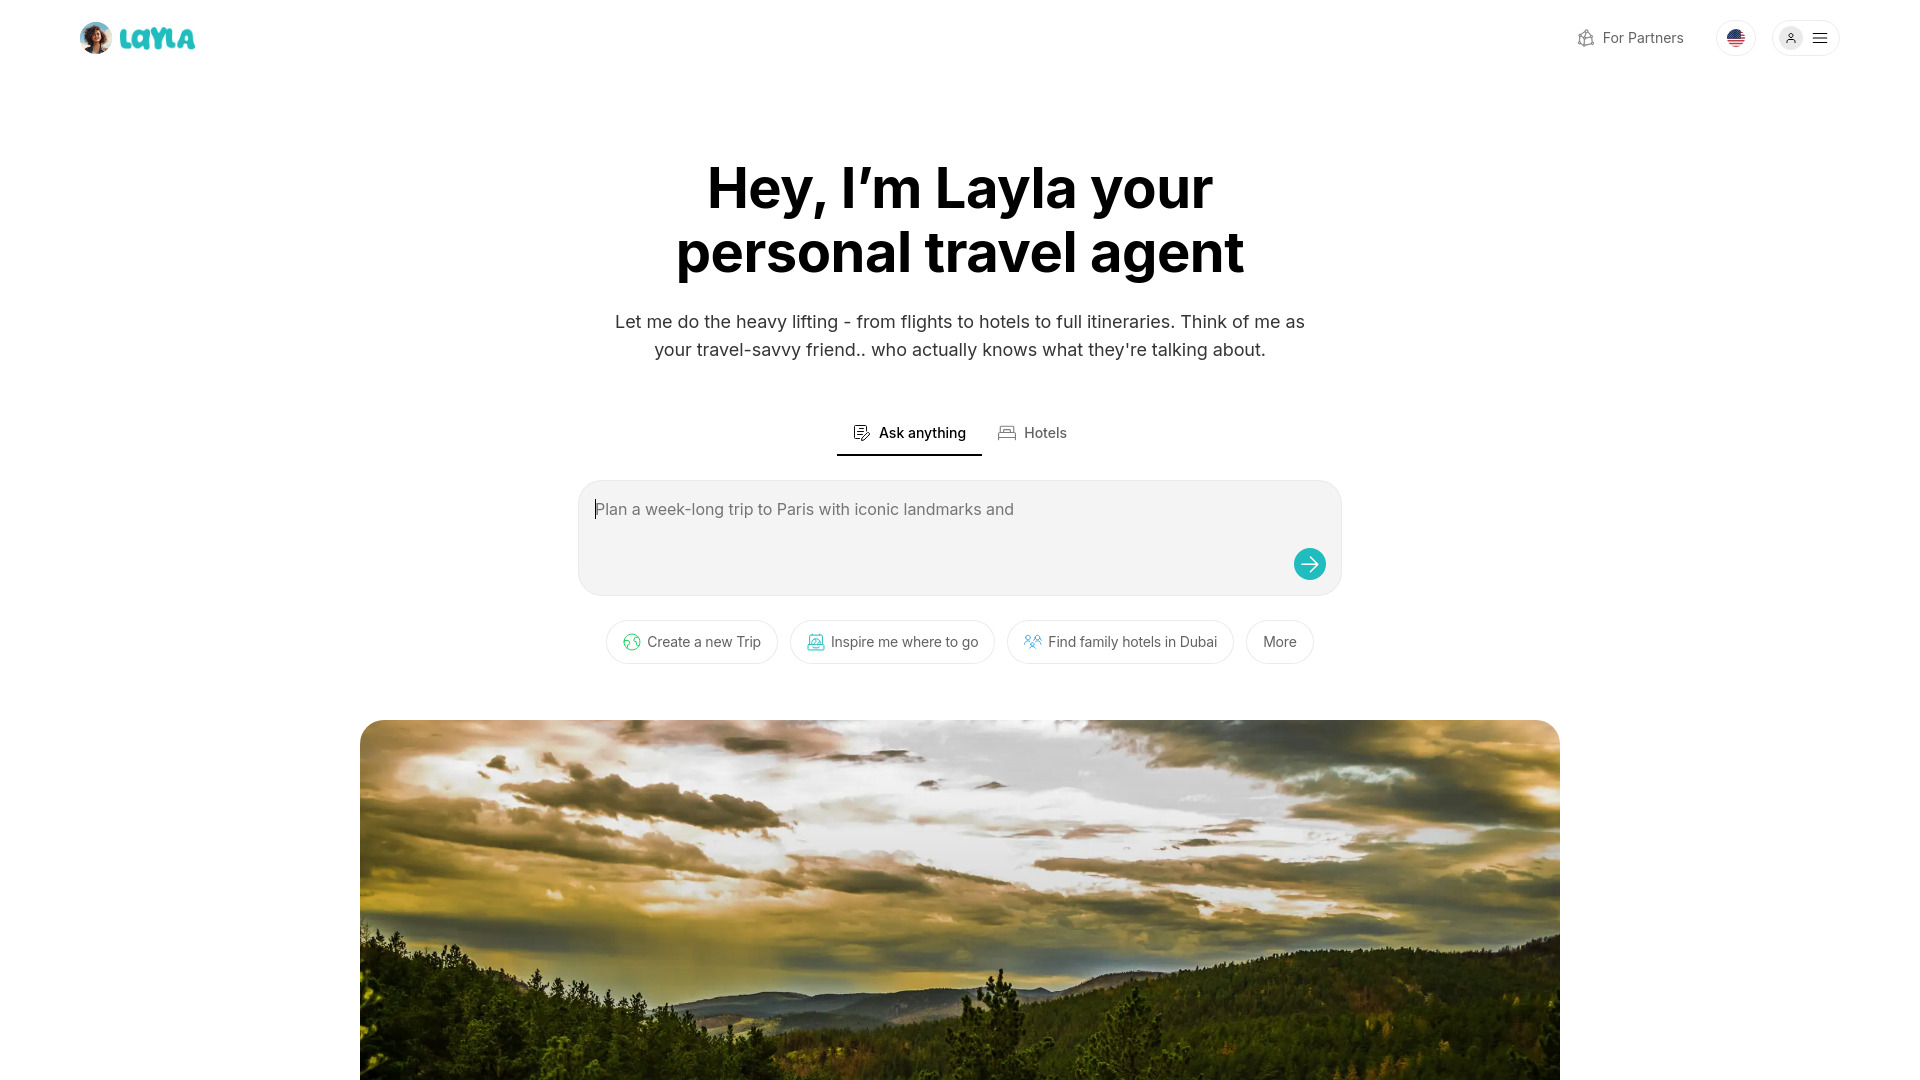 LAYLA
For Partners
Hey, I’m Layla your
personal travel agent
Let me do the heavy lifting - from flights to hotels to full itineraries. Think of me as
your travel-savvy friend.. who actually knows what they're talking about.
Ask anything
Hotels
Plan a week-long trip to Paris with iconic landmarks and
Create a new Trip
Inspire me where to go
Find family hotels in Dubai
More